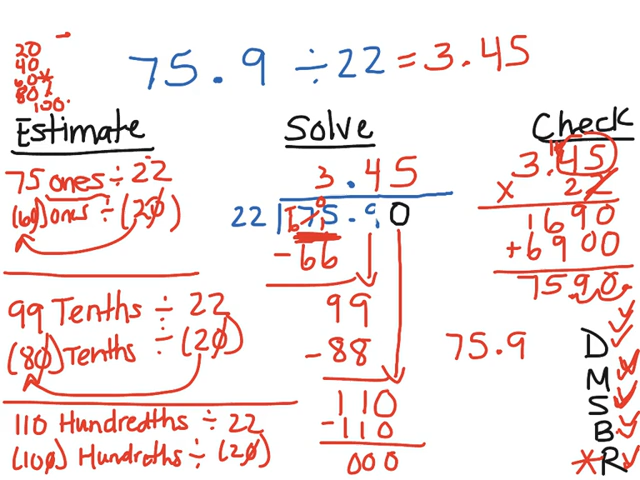 20
40
60*
80
100
75.9 ÷ 22 = 3.45
Estimate
75 ones ÷ 22
(60) ones ÷ (20)
99 Tenths ÷ 22
(80) Tenths ÷ (20)
110 Hundredths ÷ 22
(100) Hundredths ÷ (20)
Solve
3.45
22 75.90
-66
99
-88
110
-110
000
Check
3.45
x 22
1690
+6900
7590
75.9
D
M
S
B
*R